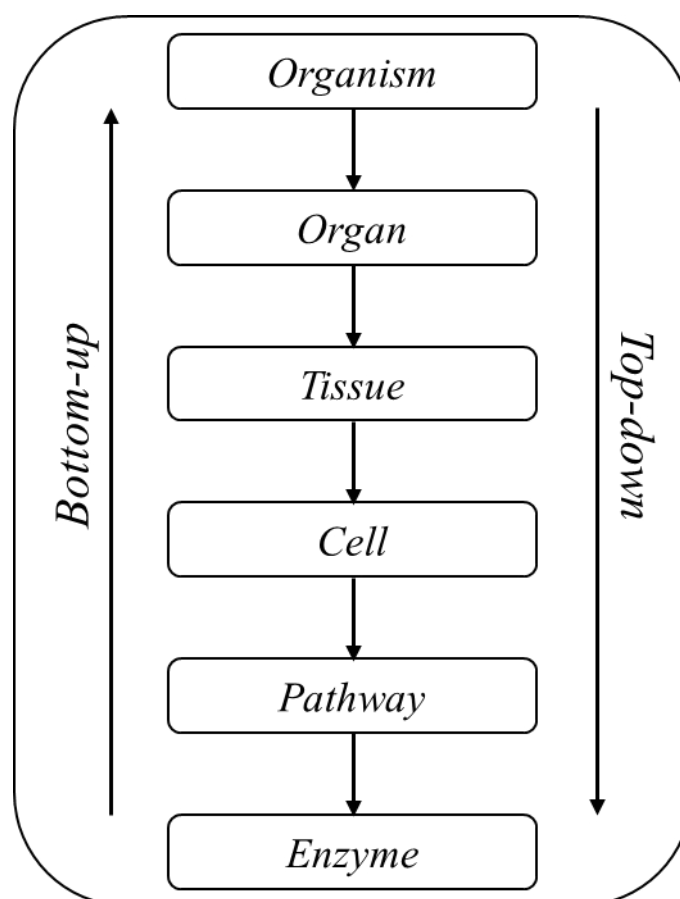 Organism
Organ
Tissue
Cell
Pathway
Enzyme
Bottom-up
Top-down